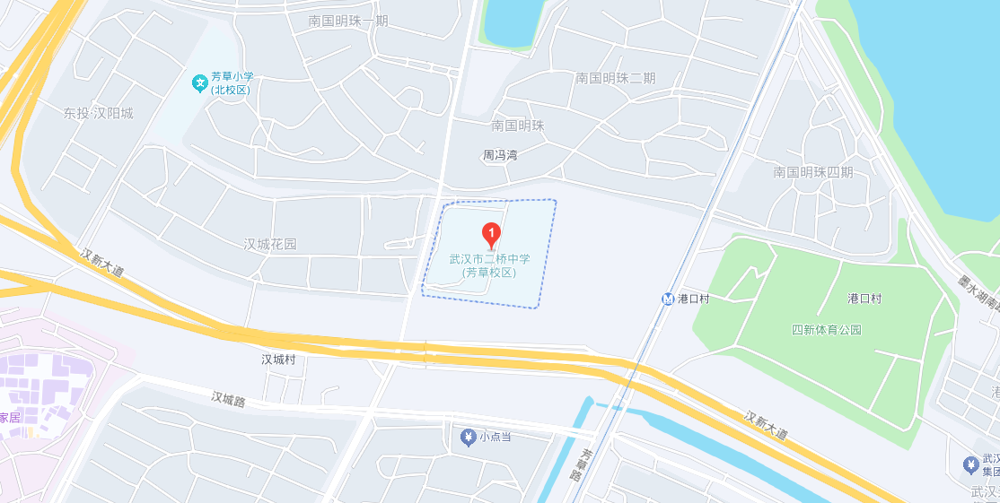 南国明珠一期
芳草小学
(北校区)
南国明珠二期
东投·汉阳城
南国明珠
周冯湾
南国明珠四期
1
汉城花园
武汉市二桥中学
(芳草校区)
汉新大道
墨水湖南路
港口村
港口村
四新体育公园
汉城村
汉城路
家居
小点当
汉新大道
芳草路
港
武汉
集团
武汉